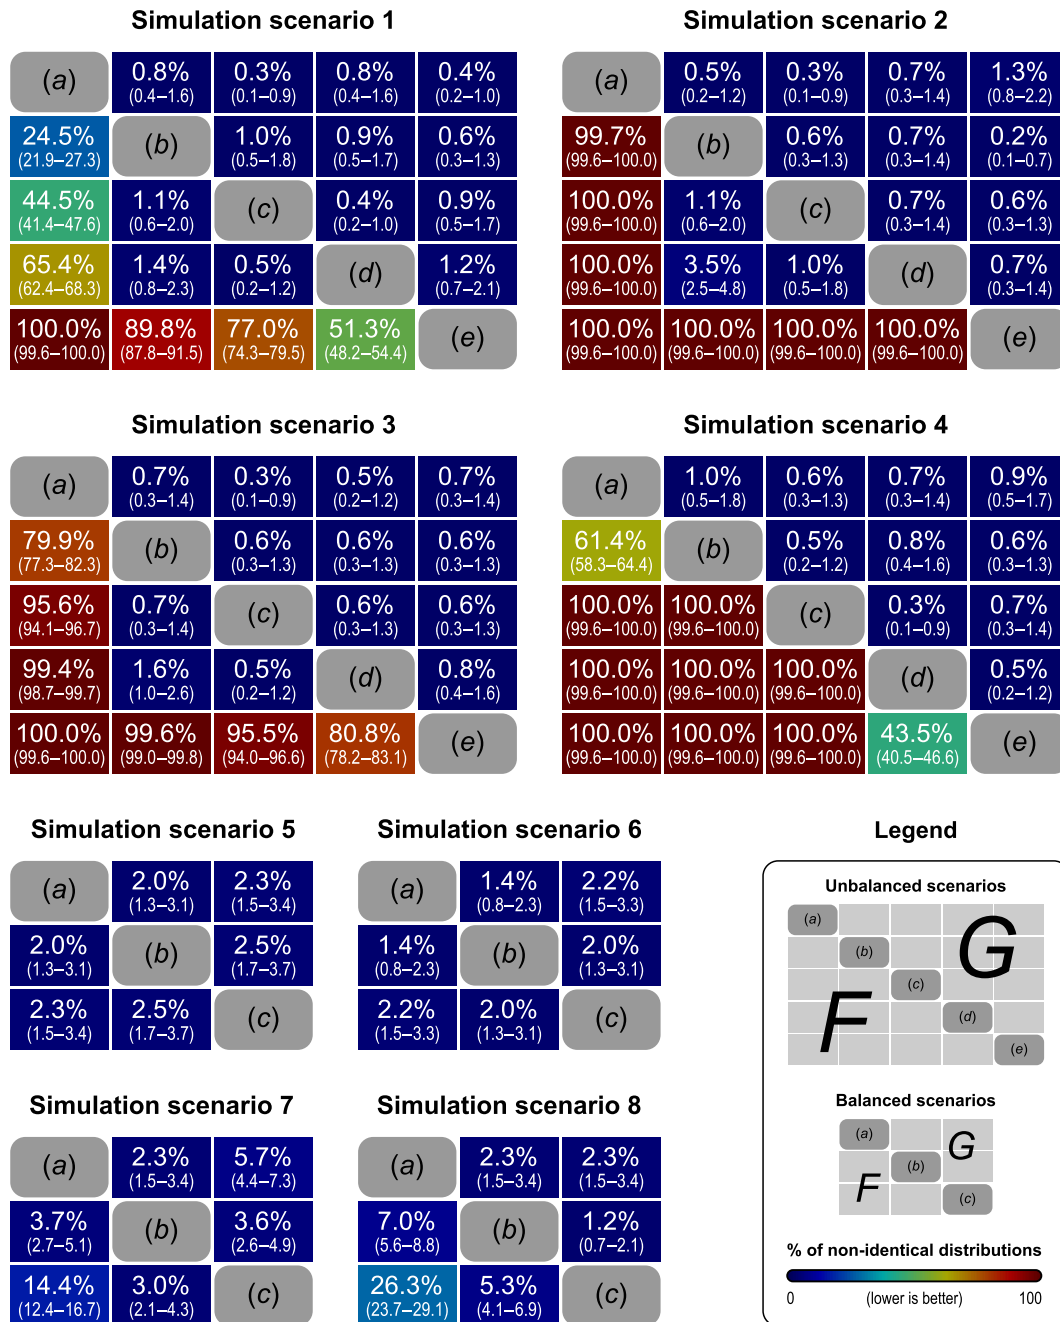 Simulation scenario 1
(a) 0.8% 0.3% 0.8% 0.4%
(0.4–1.6) (0.1–0.9) (0.4–1.6) (0.2–1.0)
24.5% (b) 1.0% 0.9% 0.6%
(21.9–27.3) (0.5–1.8) (0.5–1.7) (0.3–1.3)
44.5% 1.1% (c) 0.4% 0.9%
(41.4–47.6) (0.6–2.0) (0.2–1.0) (0.5–1.7)
65.4% 1.4% 0.5% (d) 1.2%
(62.4–68.3) (0.8–2.3) (0.2–1.2) (0.7–2.1)
100.0% 89.8% 77.0% 51.3% (e)
(99.6–100.0) (87.8–91.5) (74.3–79.5) (48.2–54.4)
Simulation scenario 2
(a) 0.5% 0.3% 0.7% 1.3%
(0.2–1.2) (0.1–0.9) (0.3–1.4) (0.8–2.2)
99.7% (b) 0.6% 0.7% 0.2%
(99.6–100.0) (0.3–1.3) (0.3–1.4) (0.1–0.7)
100.0% 1.1% (c) 0.7% 0.6%
(99.6–100.0) (0.6–2.0) (0.3–1.4) (0.3–1.3)
100.0% 3.5% 1.0% (d) 0.7%
(99.6–100.0) (2.5–4.8) (0.5–1.8) (0.3–1.4)
100.0% 100.0% 100.0% 100.0% (e)
(99.6–100.0) (99.6–100.0) (99.6–100.0) (99.6–100.0)
Simulation scenario 3
(a) 0.7% 0.3% 0.5% 0.7%
(0.3–1.4) (0.1–0.9) (0.2–1.2) (0.3–1.4)
79.9% (b) 0.6% 0.6% 0.6%
(77.3–82.3) (0.3–1.3) (0.3–1.3) (0.3–1.3)
95.6% 0.7% (c) 0.6% 0.6%
(94.1–96.7) (0.3–1.4) (0.3–1.3) (0.3–1.3)
99.4% 1.6% 0.5% (d) 0.8%
(98.7–99.7) (1.0–2.6) (0.2–1.2) (0.4–1.6)
100.0% 99.6% 95.5% 80.8% (e)
(99.6–100.0) (99.0–99.8) (94.0–96.6) (78.2–83.1)
Simulation scenario 4
(a) 1.0% 0.6% 0.7% 0.9%
(0.5–1.8) (0.3–1.3) (0.3–1.4) (0.5–1.7)
61.4% (b) 0.5% 0.8% 0.6%
(58.3–64.4) (0.2–1.2) (0.4–1.6) (0.3–1.3)
100.0% 100.0% (c) 0.3% 0.7%
(99.6–100.0) (99.6–100.0) (0.1–0.9) (0.3–1.4)
100.0% 100.0% 100.0% (d) 0.5%
(99.6–100.0) (99.6–100.0) (99.6–100.0) (0.2–1.2)
100.0% 100.0% 100.0% 43.5% (e)
(99.6–100.0) (99.6–100.0) (99.6–100.0) (40.5–46.6)
Simulation scenario 5
(a) 2.0% 2.3%
(1.3–3.1) (1.5–3.4)
2.0% (b) 2.5%
(1.3–3.1) (1.7–3.7)
2.3% 2.5% (c)
(1.5–3.4) (1.7–3.7)
Simulation scenario 6
(a) 1.4% 2.2%
(0.8–2.3) (1.5–3.3)
1.4% (b) 2.0%
(0.8–2.3) (1.3–3.1)
2.2% 2.0% (c)
(1.5–3.3) (1.3–3.1)
Simulation scenario 7
(a) 2.3% 5.7%
(1.5–3.4) (4.4–7.3)
3.7% (b) 3.6%
(2.7–5.1) (2.6–4.9)
14.4% 3.0% (c)
(12.4–16.7) (2.1–4.3)
Simulation scenario 8
(a) 2.3% 2.3%
(1.5–3.4) (1.5–3.4)
7.0% (b) 1.2%
(5.6–8.8) (0.7–2.1)
26.3% 5.3% (c)
(23.7–29.1) (4.1–6.9)
Legend
Unbalanced scenarios
(a)
(b) G
(c)
F (d)
(e)
Balanced scenarios
(a) G
(b)
F (c)
% of non-identical distributions
0 (lower is better) 100